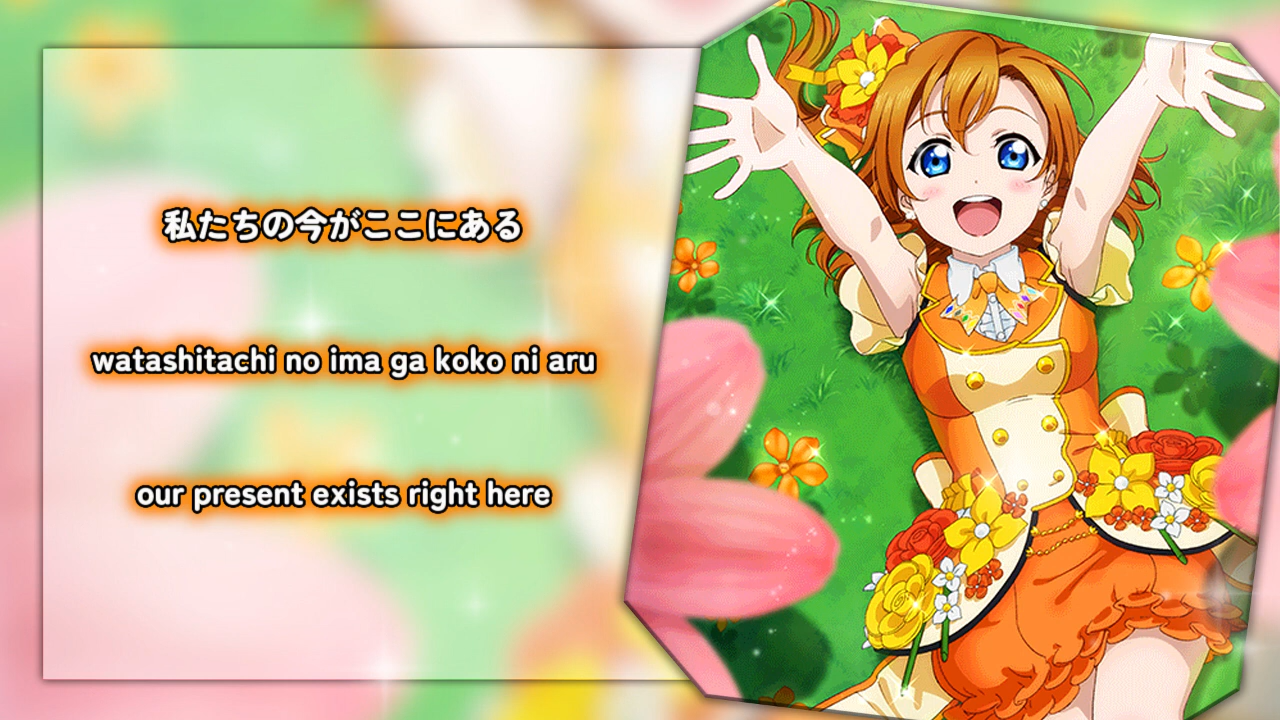 私たちの今がここにある
watashitachi no ima ga koko ni aru
our present exists right here